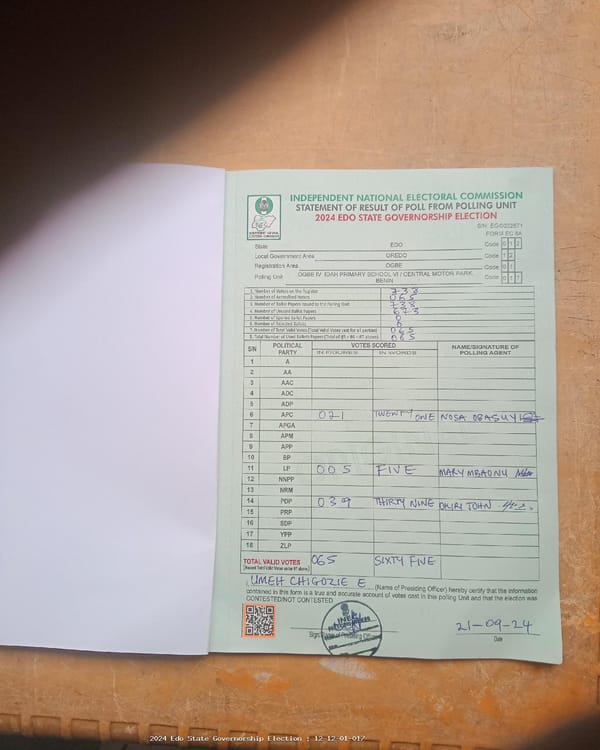 INDEPENDENT NATIONAL ELECTORAL COMMISSION
STATEMENT OF RESULT OF POLL FROM POLLING UNIT
2024 EDO STATE GOVERNORSHIP ELECTION
FORM EC 8A
State EDO Code 0 1 2
Local Government Area OREDO Code 1 2
Registration Area OGBE Code 0 1
Polling Unit OGBE IV, IDAH PRIMARY SCHOOL VI / CENTRAL MOTOR PARK, BENIN Code 0 1 7
1. Number of Voters on the Register 738
2. Number of Accredited Voters 065
3. Number of Ballot Papers Issued to the Polling Unit 738
4. Number of Unused Ballot Papers 673
5. Number of Spoiled Ballot Papers 0
6. Number of Rejected Ballots 0
7. Number of Total Valid Votes (Total Valid Votes cast for all parties) 065
8. Total Number of Used Ballot Papers (Total of #5 + #6 + #7 above) 065
S/N POLITICAL PARTY VOTES SCORED NAME/SIGNATURE OF POLLING AGENT
IN FIGURES IN WORDS
1 A
2 AA
3 AAC
4 ADC
5 ADP
6 APC 021 TWENTY ONE NOSA OBASUYI
7 APGA
8 APM
9 APP
10 BP
11 LP 005 FIVE MARY MBAONU
12 NNPP
13 NRM
14 PDP 039 THIRTY NINE OKIRI JOHN
15 PRP
16 SDP
17 YPP
18 ZLP
TOTAL VALID VOTES 065 SIXTY FIVE
I, UMEH CHIGOZIE E (Name of Presiding Officer) hereby certify that the information
contained in this form is a true and accurate account of votes cast in this polling Unit and that the election was
CONTESTED/NOT CONTESTED
21-09-24
Date
2024 Edo State Governorship Election : 12-12-01-017